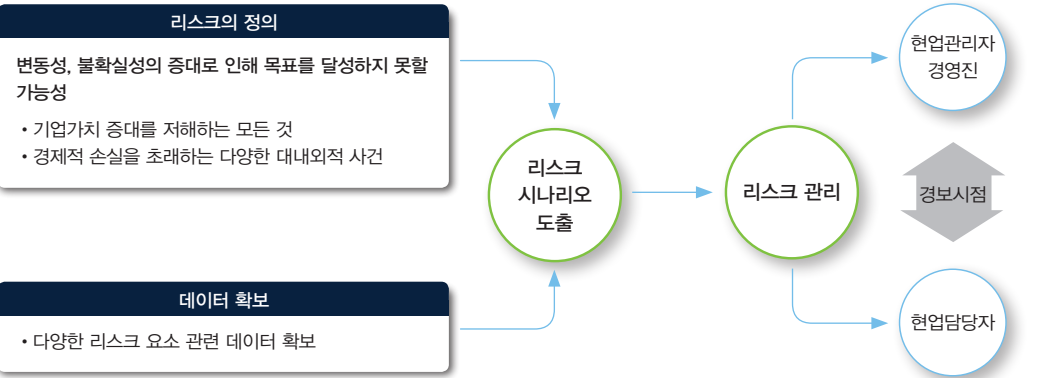 리스크의 정의
변동성, 불확실성의 증대로 인해 목표를 달성하지 못할
가능성
• 기업가치 증대를 저해하는 모든 것
• 경제적 손실을 초래하는 다양한 대내외적 사건
데이터 확보
• 다양한 리스크 요소 관련 데이터 확보
리스크
시나리오
도출
리스크 관리
현업관리자
경영진
경보시점
현업담당자